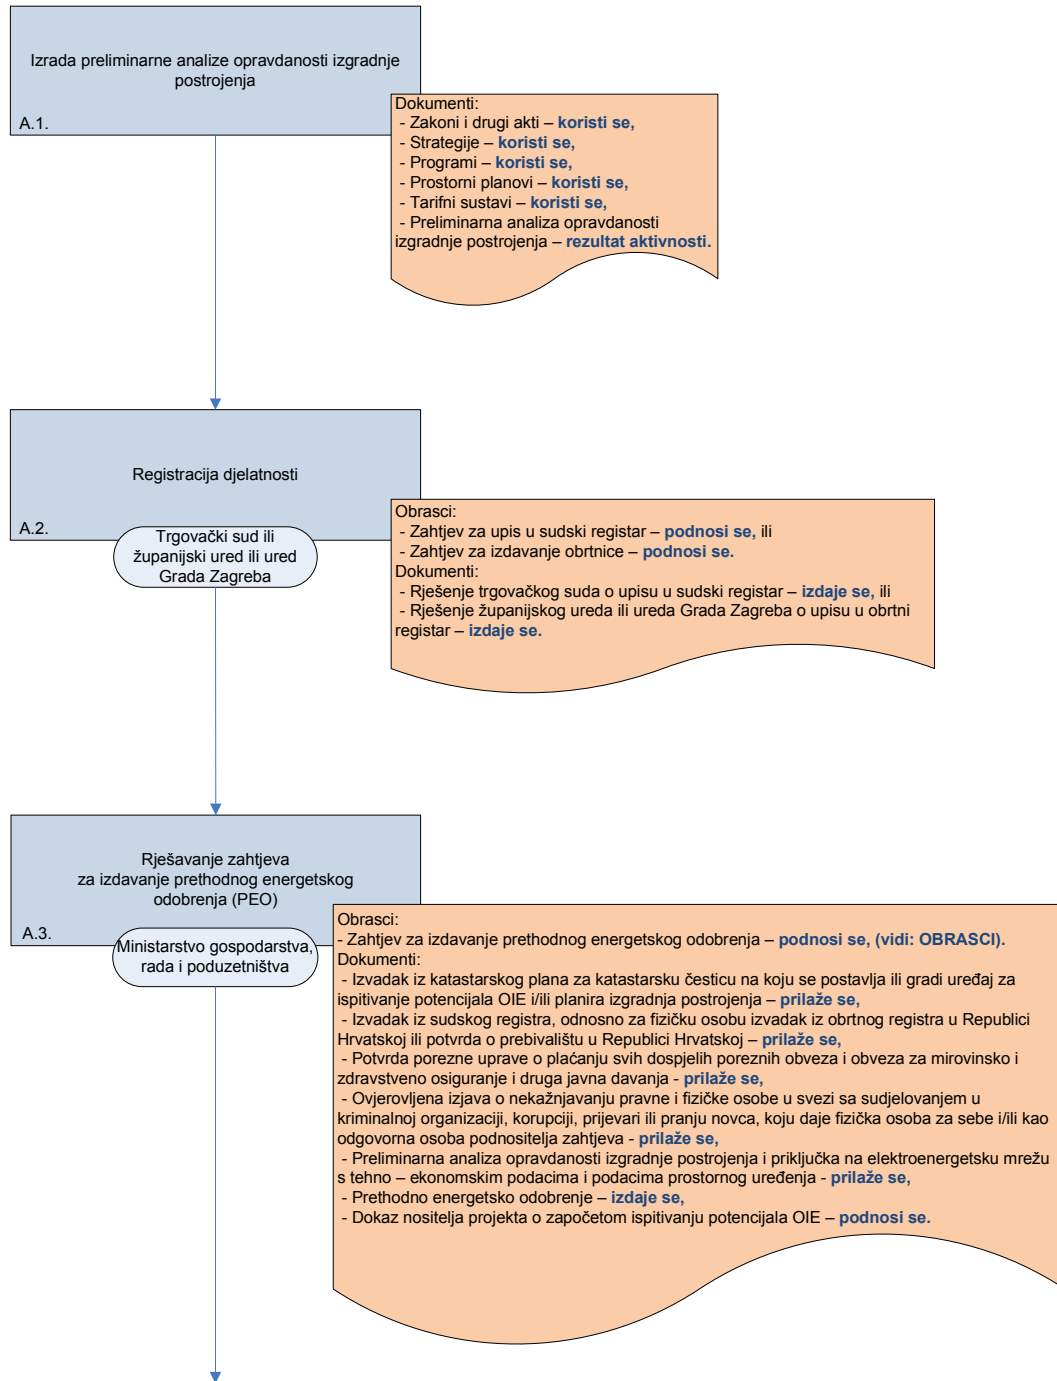 Izrada preliminarne analize opravdanosti izgradnje
postrojenja
A.1.
Dokumenti:
- Zakoni i drugi akti – koristi se,
- Strategije – koristi se,
- Programi – koristi se,
- Prostorni planovi – koristi se,
- Tarifni sustavi – koristi se,
- Preliminarna analiza opravdanosti
izgradnje postrojenja – rezultat aktivnosti.
Registracija djelatnosti
A.2.
Trgovački sud ili
županijski ured ili ured
Grada Zagreba
Obrasci:
- Zahtjev za upis u sudski registar – podnosi se, ili
- Zahtjev za izdavanje obrtnice – podnosi se.
Dokumenti:
- Rješenje trgovačkog suda o upisu u sudski registar – izdaje se, ili
- Rješenje županijskog ureda ili ureda Grada Zagreba o upisu u obrtni
registar – izdaje se.
Rješavanje zahtjeva
za izdavanje prethodnog energetskog
odobrenja (PEO)
A.3.
Ministarstvo gospodarstva,
rada i poduzetništva
Obrasci:
- Zahtjev za izdavanje prethodnog energetskog odobrenja – podnosi se, (vidi: OBRASCI).
Dokumenti:
- Izvadak iz katastarskog plana za katastarsku česticu na koju se postavlja ili gradi uređaj za
ispitivanje potencijala OIE i/ili planira izgradnja postrojenja – prilaže se,
- Izvadak iz sudskog registra, odnosno za fizičku osobu izvadak iz obrtnog registra u Republici
Hrvatskoj ili potvrda o prebivalištu u Republici Hrvatskoj – prilaže se,
- Potvrda porezne uprave o plaćanju svih dospjelih poreznih obveza i obveza za mirovinsko i
zdravstveno osiguranje i druga javna davanja - prilaže se,
- Ovjerovljena izjava o nekažnjavanju pravne i fizičke osobe u svezi sa sudjelovanjem u
kriminalnoj organizaciji, korupciji, prijevari ili pranju novca, koju daje fizička osoba za sebe i/ili kao
odgovorna osoba podnositelja zahtjeva - prilaže se,
- Preliminarna analiza opravdanosti izgradnje postrojenja i priključka na elektroenergetsku mrežu
s tehno – ekonomskim podacima i podacima prostornog uređenja - prilaže se,
- Prethodno energetsko odobrenje – izdaje se,
- Dokaz nositelja projekta o započetom ispitivanju potencijala OIE – podnosi se.